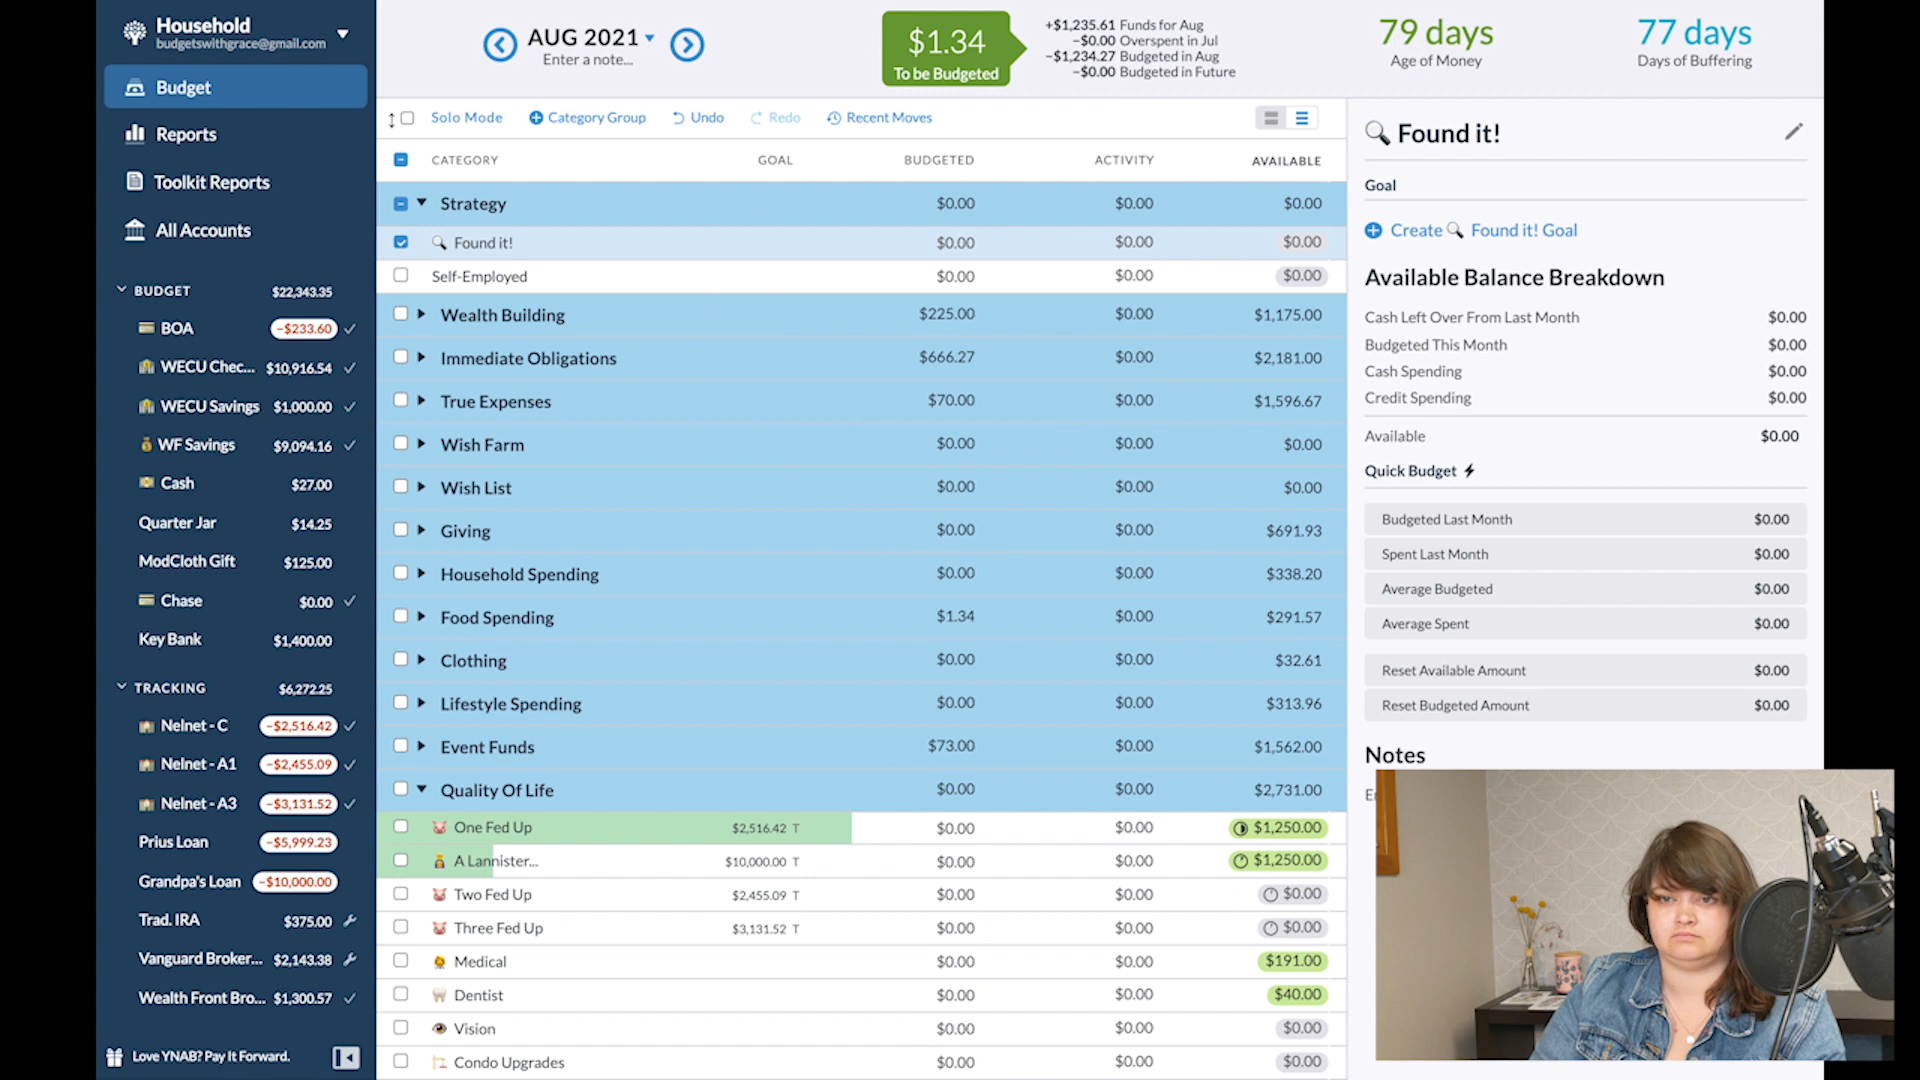 Household
budgetswithgrace@gmail.com
Budget
Reports
Toolkit Reports
All Accounts
BUDGET $22,343.35
BOA -$233.60
WECU Chec... $10,916.54
WECU Savings $1,000.00
WF Savings $9,094.16
Cash $27.00
Quarter Jar $14.25
ModCloth Gift $125.00
Chase $0.00
Key Bank $1,400.00
TRACKING $6,272.25
Nelnet - C -$2,516.42
Nelnet - A1 -$2,455.09
Nelnet - A3 -$3,131.52
Prius Loan -$5,999.23
Grandpa's Loan -$10,000.00
Trad. IRA $375.00
Vanguard Broker... $2,143.38
Wealth Front Bro... $1,300.57
Love YNAB? Pay It Forward.
AUG 2021
Enter a note...
$1.34
To be Budgeted
+$1,235.61 Funds for Aug
-$0.00 Overspent in Jul
-$1,234.27 Budgeted in Aug
-$0.00 Budgeted in Future
79 days
Age of Money
77 days
Days of Buffering
Solo Mode Category Group Undo Redo Recent Moves
CATEGORY GOAL BUDGETED ACTIVITY AVAILABLE
Strategy $0.00 $0.00 $0.00
Found it! $0.00 $0.00 $0.00
Self-Employed $0.00 $0.00 $0.00
Wealth Building $225.00 $0.00 $1,175.00
Immediate Obligations $666.27 $0.00 $2,181.00
True Expenses $70.00 $0.00 $1,596.67
Wish Farm $0.00 $0.00 $0.00
Wish List $0.00 $0.00 $0.00
Giving $0.00 $0.00 $691.93
Household Spending $0.00 $0.00 $338.20
Food Spending $1.34 $0.00 $291.57
Clothing $0.00 $0.00 $32.61
Lifestyle Spending $0.00 $0.00 $313.96
Event Funds $73.00 $0.00 $1,562.00
Quality Of Life $0.00 $0.00 $2,731.00
One Fed Up $2,516.42 T $0.00 $0.00 $1,250.00
A Lannister... $10,000.00 T $0.00 $0.00 $1,250.00
Two Fed Up $2,455.09 T $0.00 $0.00 $0.00
Three Fed Up $3,131.52 T $0.00 $0.00 $0.00
Medical $0.00 $0.00 $191.00
Dentist $0.00 $0.00 $40.00
Vision $0.00 $0.00 $0.00
Condo Upgrades $0.00 $0.00 $0.00
Found it!
Goal
Create Found it! Goal
Available Balance Breakdown
Cash Left Over From Last Month $0.00
Budgeted This Month $0.00
Cash Spending $0.00
Credit Spending $0.00
Available $0.00
Quick Budget
Budgeted Last Month $0.00
Spent Last Month $0.00
Average Budgeted $0.00
Average Spent $0.00
Reset Available Amount $0.00
Reset Budgeted Amount $0.00
Notes